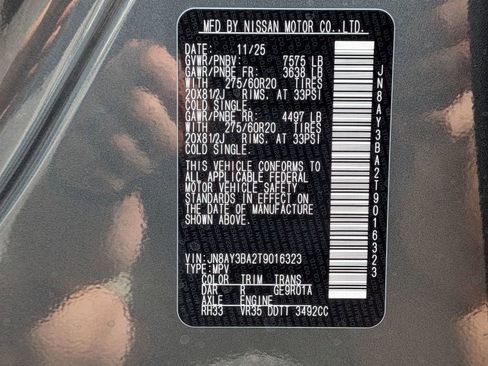 MFD BY NISSAN MOTOR CO.,LTD.
DATE: 11/25
GVWR/PNBV: 7575 LB
GAWR/PNBE FR: 3638 LB
WITH 275/60R20 TIRES
20X81/2J RIMS. AT 33PSI
COLD SINGLE.
GAWR/PNBE RR: 4497 LB
WITH 275/60R20 TIRES
20X81/2J RIMS. AT 33PSI
COLD SINGLE.
THIS VEHICLE CONFORMS TO
ALL APPLICABLE FEDERAL
MOTOR VEHICLE SAFETY
STANDARDS IN EFFECT ON
THE DATE OF MANUFACTURE
SHOWN ABOVE.
VIN:JN8AY3BA2T9016323
TYPE:MPV
COLOR TRIM TRANS
DAR R GE9R01A
AXLE ENGINE
RH33 VR35 DDTT 3492CC
JN8AY3BA2T9016323